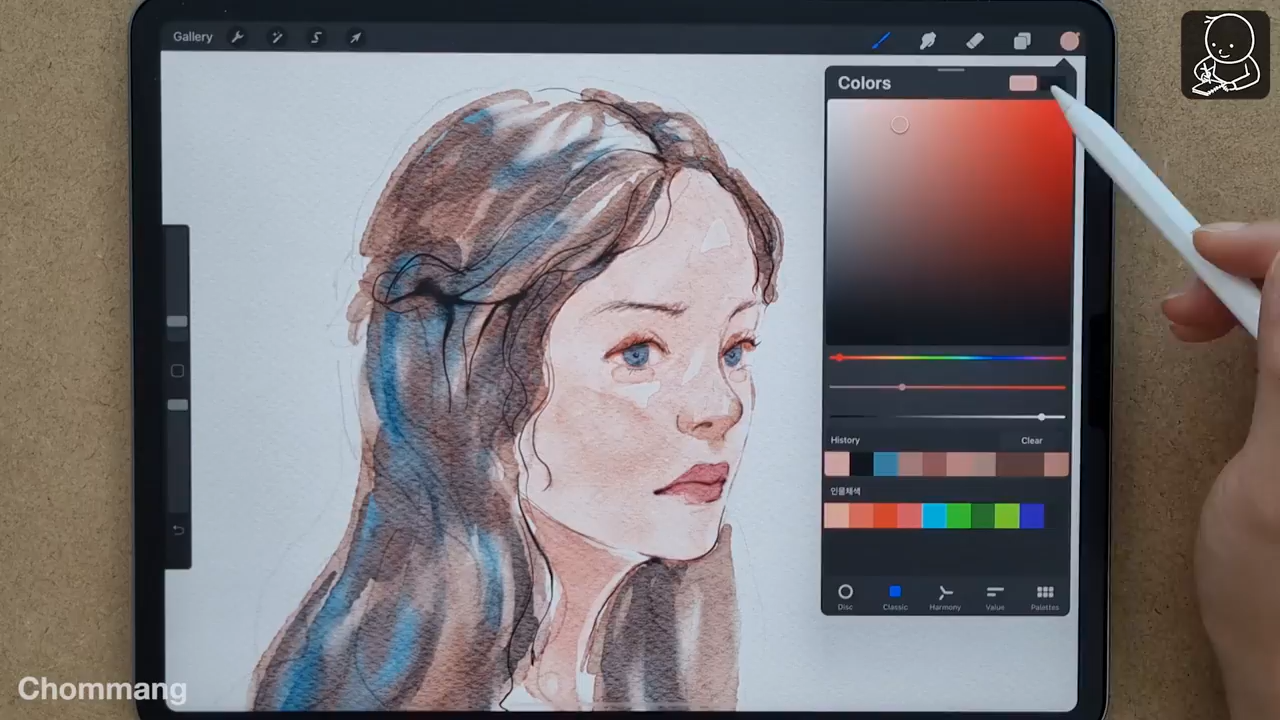 Gallery
Colors
History
Clear
인물채색
Disc
Classic
Harmony
Value
Palettes
Chommang